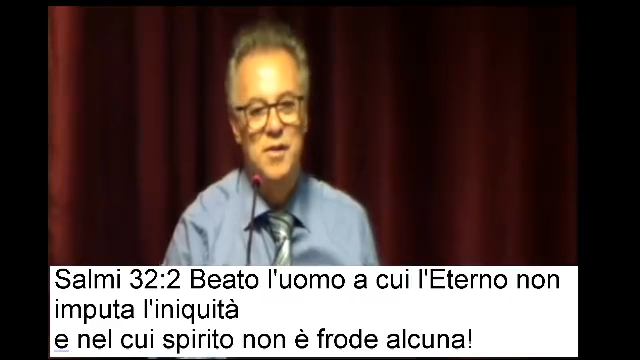 Salmi 32:2 Beato l'uomo a cui l'Eterno non
imputa l'iniquità
e nel cui spirito non è frode alcuna!